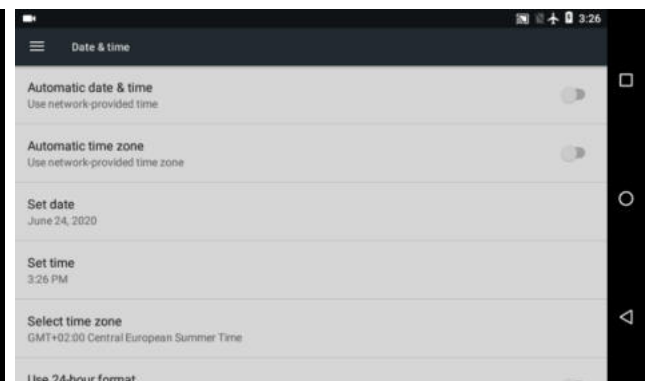 3:26
Date & time
Automatic date & time
Use network-provided time
Automatic time zone
Use network-provided time zone
Set date
June 24, 2020
Set time
3:26 PM
Select time zone
GMT+02:00 Central European Summer Time
Use 24-hour format